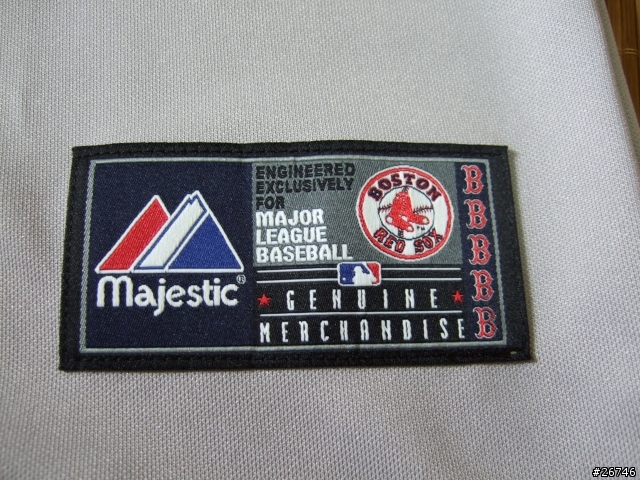 Majestic
®
ENGINEERED
EXCLUSIVELY
FOR
MAJOR
LEAGUE
BASEBALL
BOSTON
RED SOX
B
B
B
B
B
GENUINE
MERCHANDISE
#26746